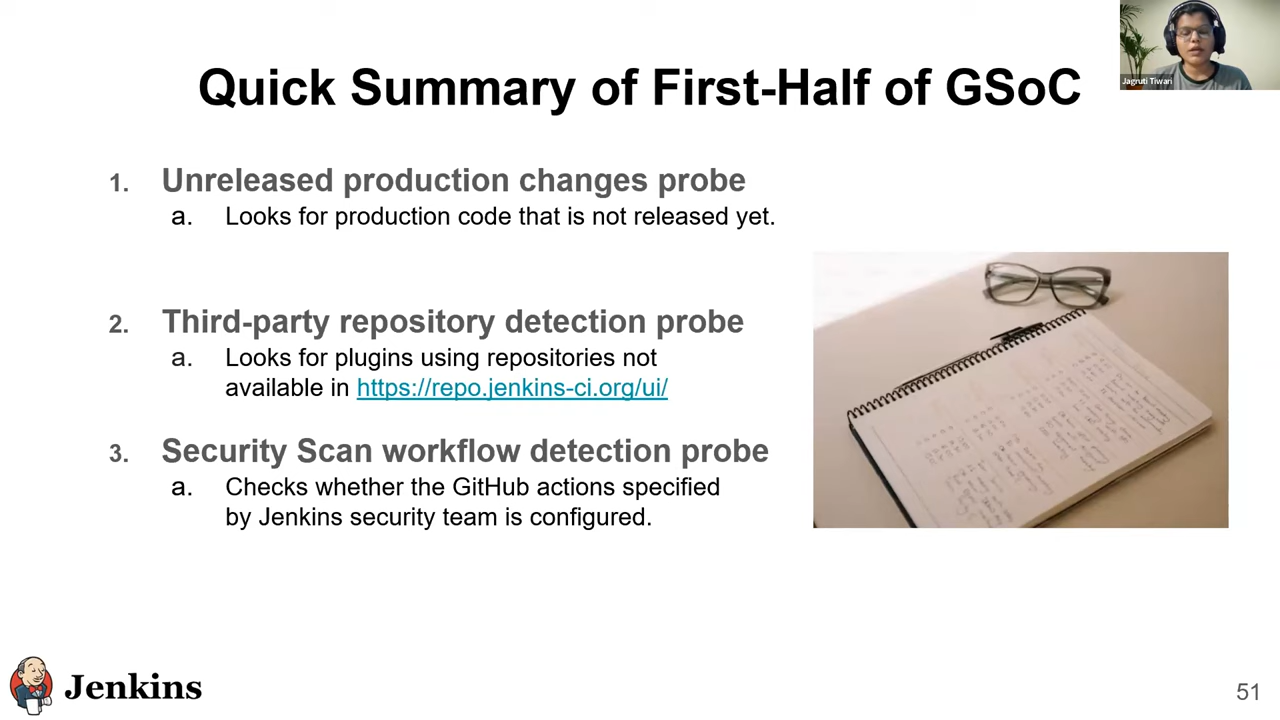 Jagruti Tiwari
Quick Summary of First-Half of GSoC
1. Unreleased production changes probe
a. Looks for production code that is not released yet.
2. Third-party repository detection probe
a. Looks for plugins using repositories not
available in https://repo.jenkins-ci.org/ui/
3. Security Scan workflow detection probe
a. Checks whether the GitHub actions specified
by Jenkins security team is configured.
Jenkins
51